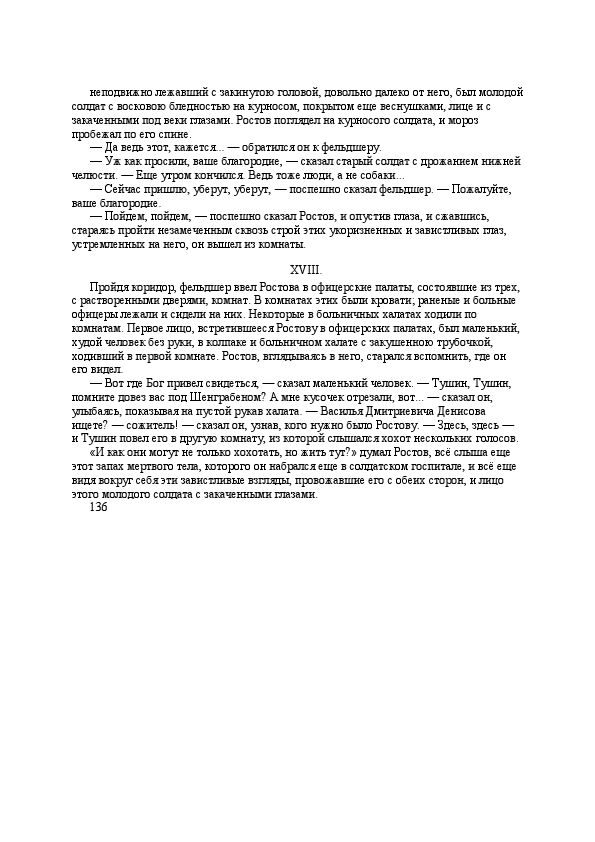 неподвижно лежавший с закинутою головой, довольно далеко от него, был молодой
солдат с восковою бледностью на курносом, покрытом еще веснушками, лице и с
закаченными под веки глазами. Ростов поглядел на курносого солдата, и мороз
пробежал по его спине.
— Да ведь этот, кажется... — обратился он к фельдшеру.
— Уж как просили, ваше благородие, — сказал старый солдат с дрожанием нижней
челюсти. — Еще утром кончился. Ведь тоже люди, а не собаки...
— Сейчас пришлю, уберут, уберут, — поспешно сказал фельдшер. — Пожалуйте,
ваше благородие.
— Пойдем, пойдем, — поспешно сказал Ростов, и опустив глаза, и сжавшись,
стараясь пройти незамеченным сквозь строй этих укоризненных и завистливых глаз,
устремленных на него, он вышел из комнаты.
XVIII.
Пройдя коридор, фельдшер ввел Ростова в офицерские палаты, состоявшие из трех,
с растворенными дверями, комнат. В комнатах этих были кровати; раненые и больные
офицеры лежали и сидели на них. Некоторые в больничных халатах ходили по
комнатам. Первое лицо, встретившееся Ростову в офицерских палатах, был маленький,
худой человек без руки, в колпаке и больничном халате с закушенною трубочкой,
ходивший в первой комнате. Ростов, вглядываясь в него, старался вспомнить, где он
его видел.
— Вот где Бог привел свидеться, — сказал маленький человек. — Тушин, Тушин,
помните довез вас под Шенграбеном? А мне кусочек отрезали, вот... — сказал он,
улыбаясь, показывая на пустой рукав халата. — Василья Дмитриевича Денисова
ищете? — сожитель! — сказал он, узнав, кого нужно было Ростову. — Здесь, здесь —
и Тушин повел его в другую комнату, из которой слышался хохот нескольких голосов.
«И как они могут не только хохотать, но жить тут?» думал Ростов, всё слыша еще
этот запах мертвого тела, которого он набрался еще в солдатском госпитале, и всё еще
видя вокруг себя эти завистливые взгляды, провожавшие его с обеих сторон, и лицо
этого молодого солдата с закаченными глазами.
136